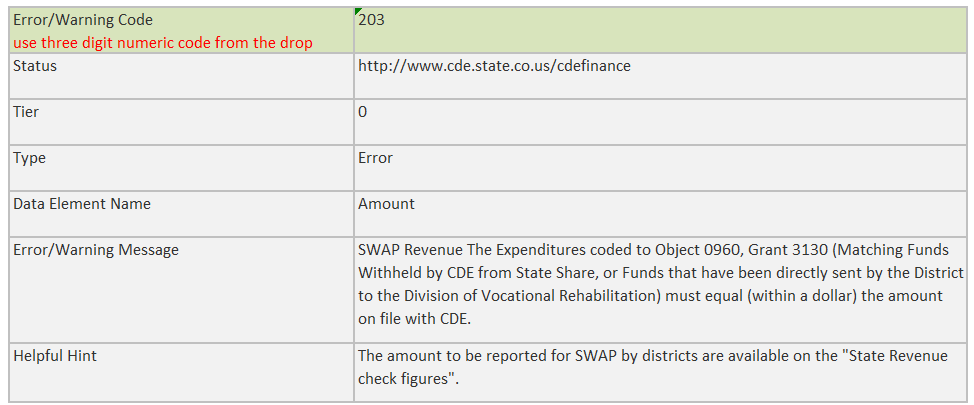 Error/Warning Code
203
use three digit numeric code from the drop
Status
http://www.cde.state.co.us/cdefinance
Tier
0
Type
Error
Data Element Name
Amount
Error/Warning Message
SWAP Revenue The Expenditures coded to Object 0960, Grant 3130 (Matching Funds
Withheld by CDE from State Share, or Funds that have been directly sent by the District
to the Division of Vocational Rehabilitation) must equal (within a dollar) the amount
on file with CDE.
Helpful Hint
The amount to be reported for SWAP by districts are available on the "State Revenue
check figures".